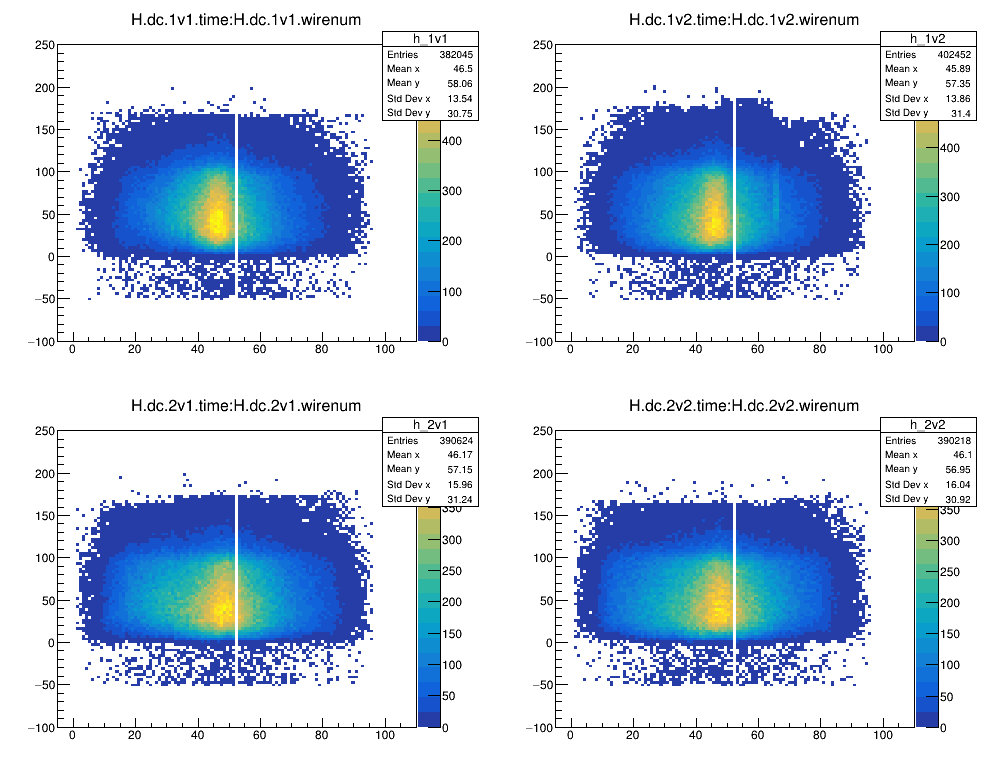 H.dc.1v1.time:H.dc.1v1.wirenum
h_1v1
Entries 382045
Mean x 46.5
Mean y 58.06
Std Dev x 13.54
Std Dev y 30.75
250
200
150
100
50
0
−50
−100
0 20 40 60 80 100
400
300
200
100
0
H.dc.1v2.time:H.dc.1v2.wirenum
h_1v2
Entries 402452
Mean x 45.89
Mean y 57.35
Std Dev x 13.86
Std Dev y 31.4
250
200
150
100
50
0
−50
−100
0 20 40 60 80 100
400
300
200
100
0
H.dc.2v1.time:H.dc.2v1.wirenum
h_2v1
Entries 390624
Mean x 46.17
Mean y 57.15
Std Dev x 15.96
Std Dev y 31.24
250
200
150
100
50
0
−50
−100
0 20 40 60 80 100
350
300
250
200
150
100
50
0
H.dc.2v2.time:H.dc.2v2.wirenum
h_2v2
Entries 390218
Mean x 46.1
Mean y 56.95
Std Dev x 16.04
Std Dev y 30.92
250
200
150
100
50
0
−50
−100
0 20 40 60 80 100
350
300
250
200
150
100
50
0